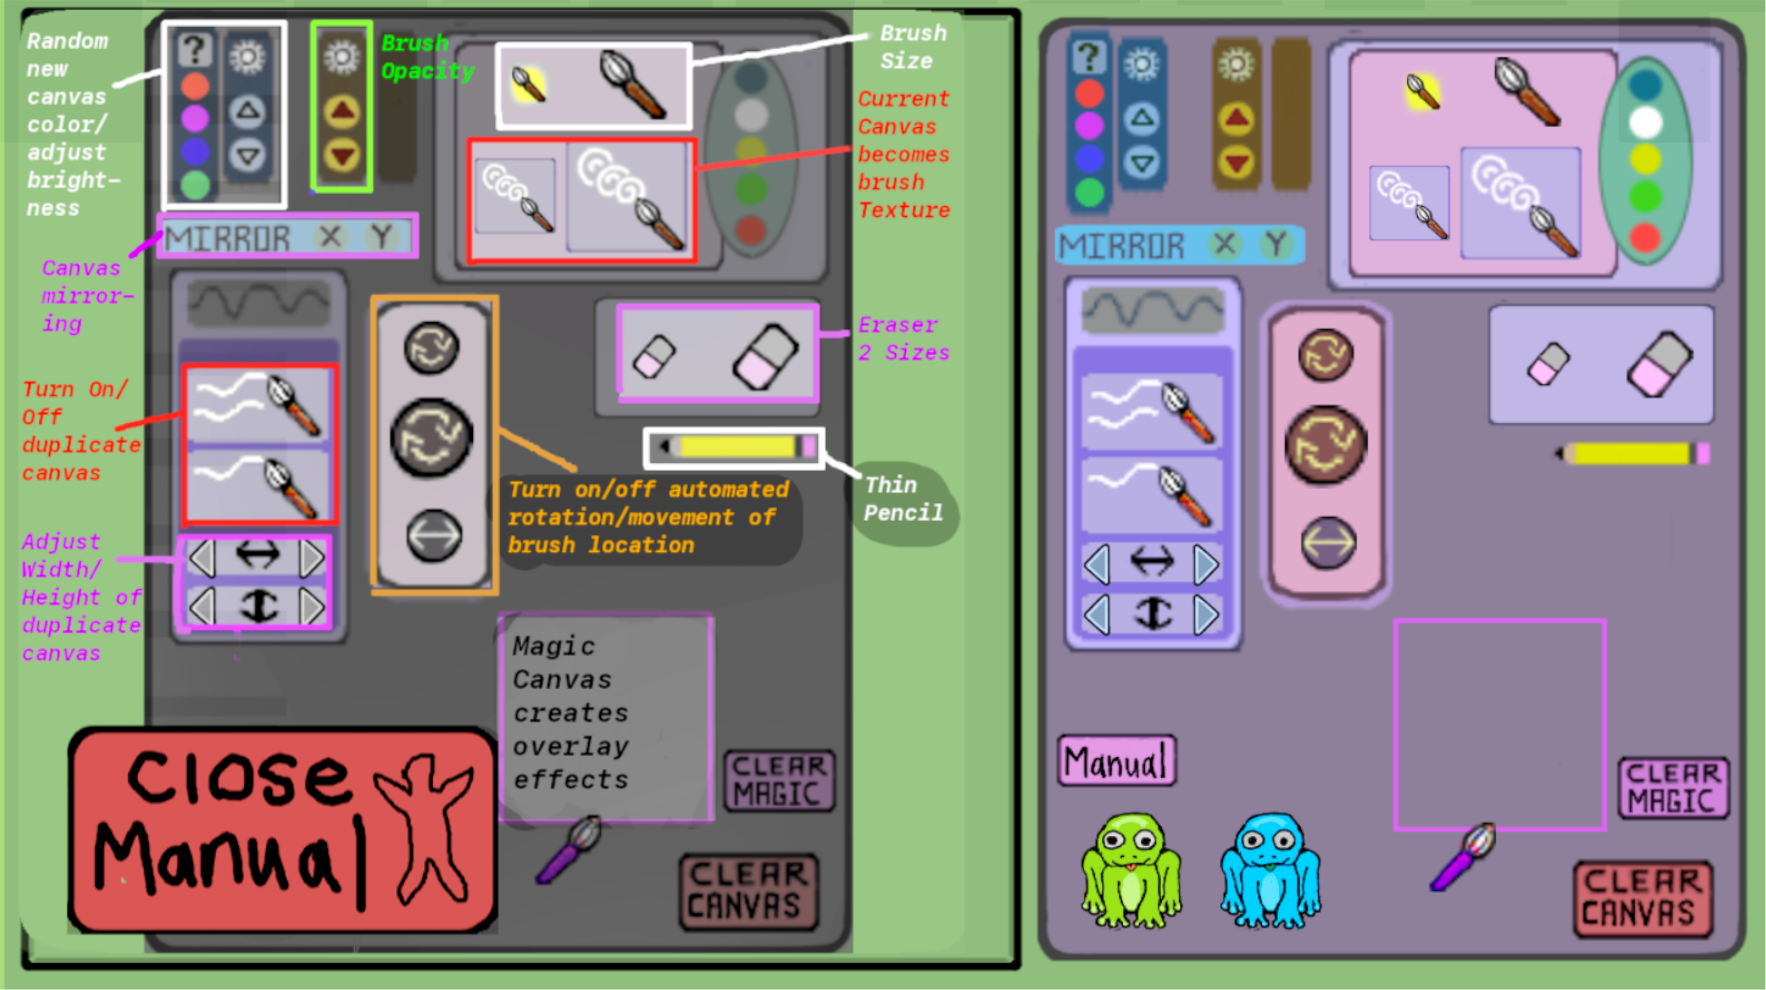 Random
new
canvas
color/
adjust
bright-
ness
?
Brush
Opacity
Brush
Size
Current
Canvas
becomes
brush
Texture
MIRROR X Y
Canvas
mirror-
ing
Eraser
2 Sizes
Turn On/
Off
duplicate
canvas
Thin
Pencil
Turn on/off automated
rotation/movement of
brush location
Adjust
Width/
Height of
duplicate
canvas
Magic
Canvas
creates
overlay
effects
Close
Manual
CLEAR
MAGIC
CLEAR
CANVAS
?
MIRROR X Y
Manual
CLEAR
MAGIC
CLEAR
CANVAS